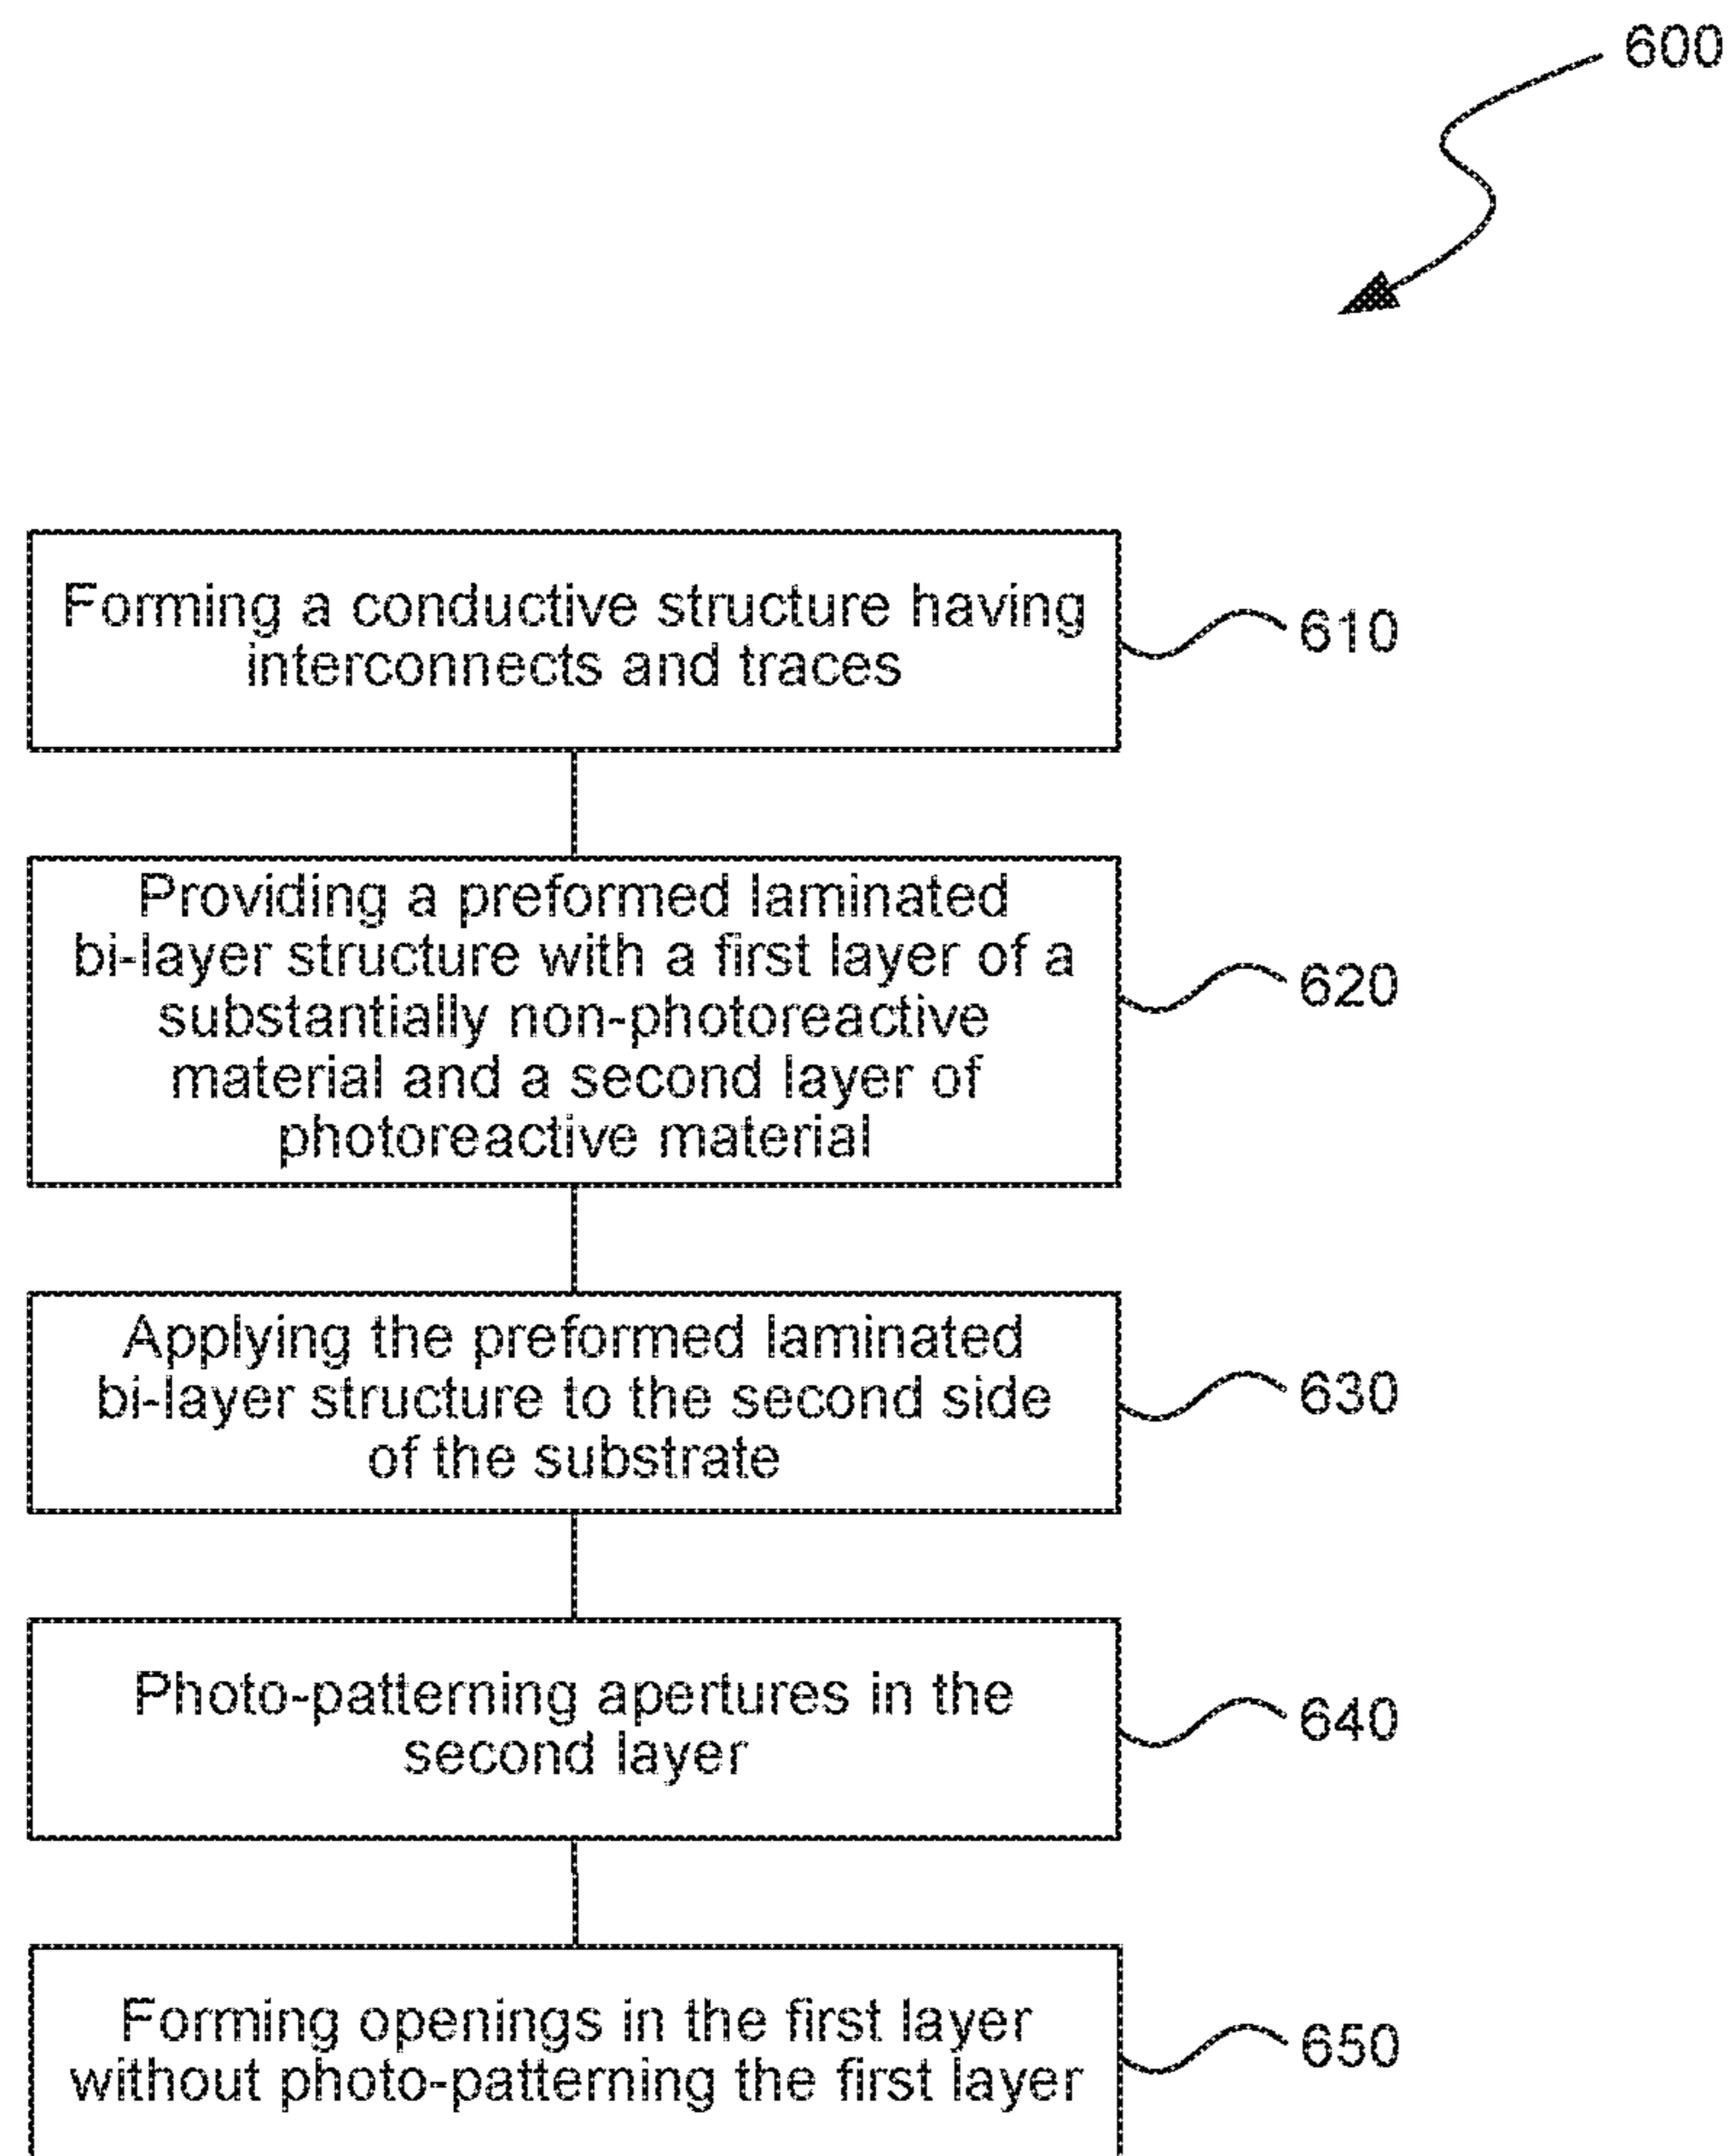 600
Forming a conductive structure having
interconnects and traces
610
Providing a preformed laminated
bi-layer structure with a first layer of a
substantially non-photoreactive
material and a second layer of
photoreactive material
620
Applying the preformed laminated
bi-layer structure to the second side
of the substrate
630
Photo-patterning apertures in the
second layer
640
Forming openings in the first layer
without photo-patterning the first layer
650